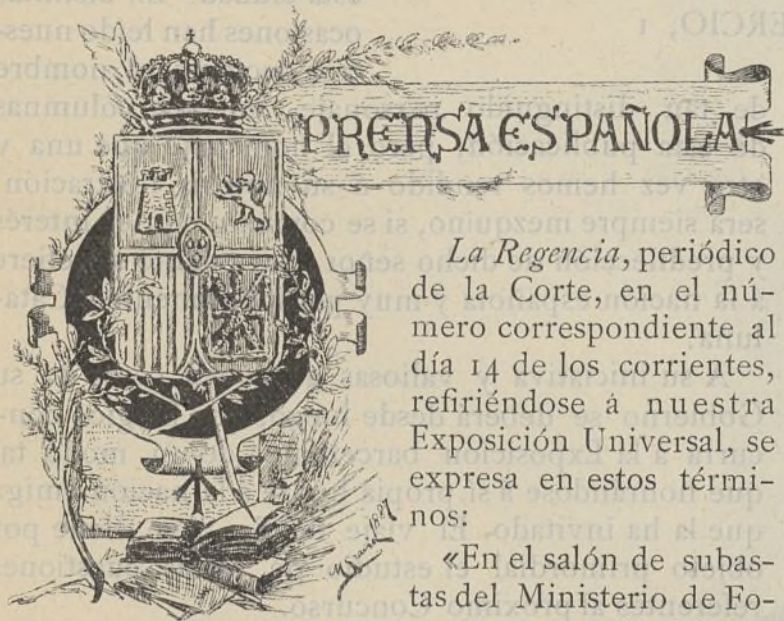 PRENSA ESPAÑOLA
La Regencia, periódico
de la Corte, en el nú-
mero correspondiente al
día 14 de los corrientes,
refiriéndose á nuestra
Exposición Universal, se
expresa en estos térmi-
nos:
«En el salón de subas-
tas del Ministerio de Fo-